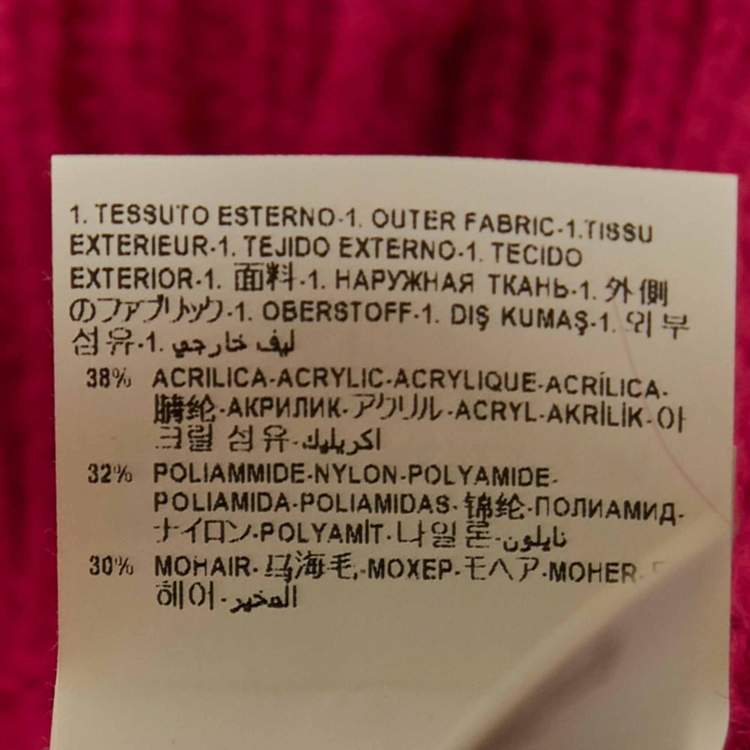 1. TESSUTO ESTERNO-1. OUTER FABRIC-1.TISSU
EXTERIEUR-1. TEJIDO EXTERNO-1. TECIDO
EXTERIOR-1. 面料-1. НАРУЖНАЯ ТКАНЬ-1. 外側
のファブリック-1. OBERSTOFF-1. DIŞ KUMAŞ-1. 외부
섬유-1. ليف خارجي
38% ACRILICA-ACRYLIC-ACRYLIQUE-ACRÍLICA-
腈纶-АКРИЛИК-アクリル-ACRYL-AKRİLİK-아
크릴 섬유-اكريليك
32% POLIAMMIDE-NYLON-POLYAMIDE-
POLIAMIDA-POLIAMIDAS-锦纶-ПОЛИАМИД-
ナイロン-POLYAMİT-나일론-نايلون
30% MOHAIR-马海毛-МОХЕР-モヘア-MOHER-
헤어-المخير